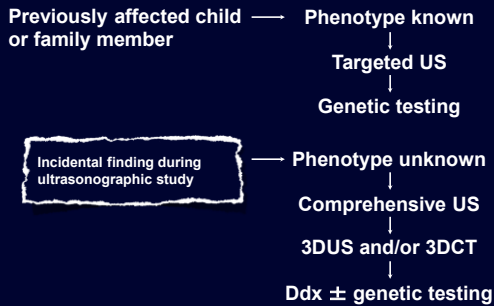 Previously affected child
or family member
Phenotype known
Targeted US
Genetic testing
Incidental finding during
ultrasonographic study
Phenotype unknown
Comprehensive US
3DUS and/or 3DCT
Ddx ± genetic testing